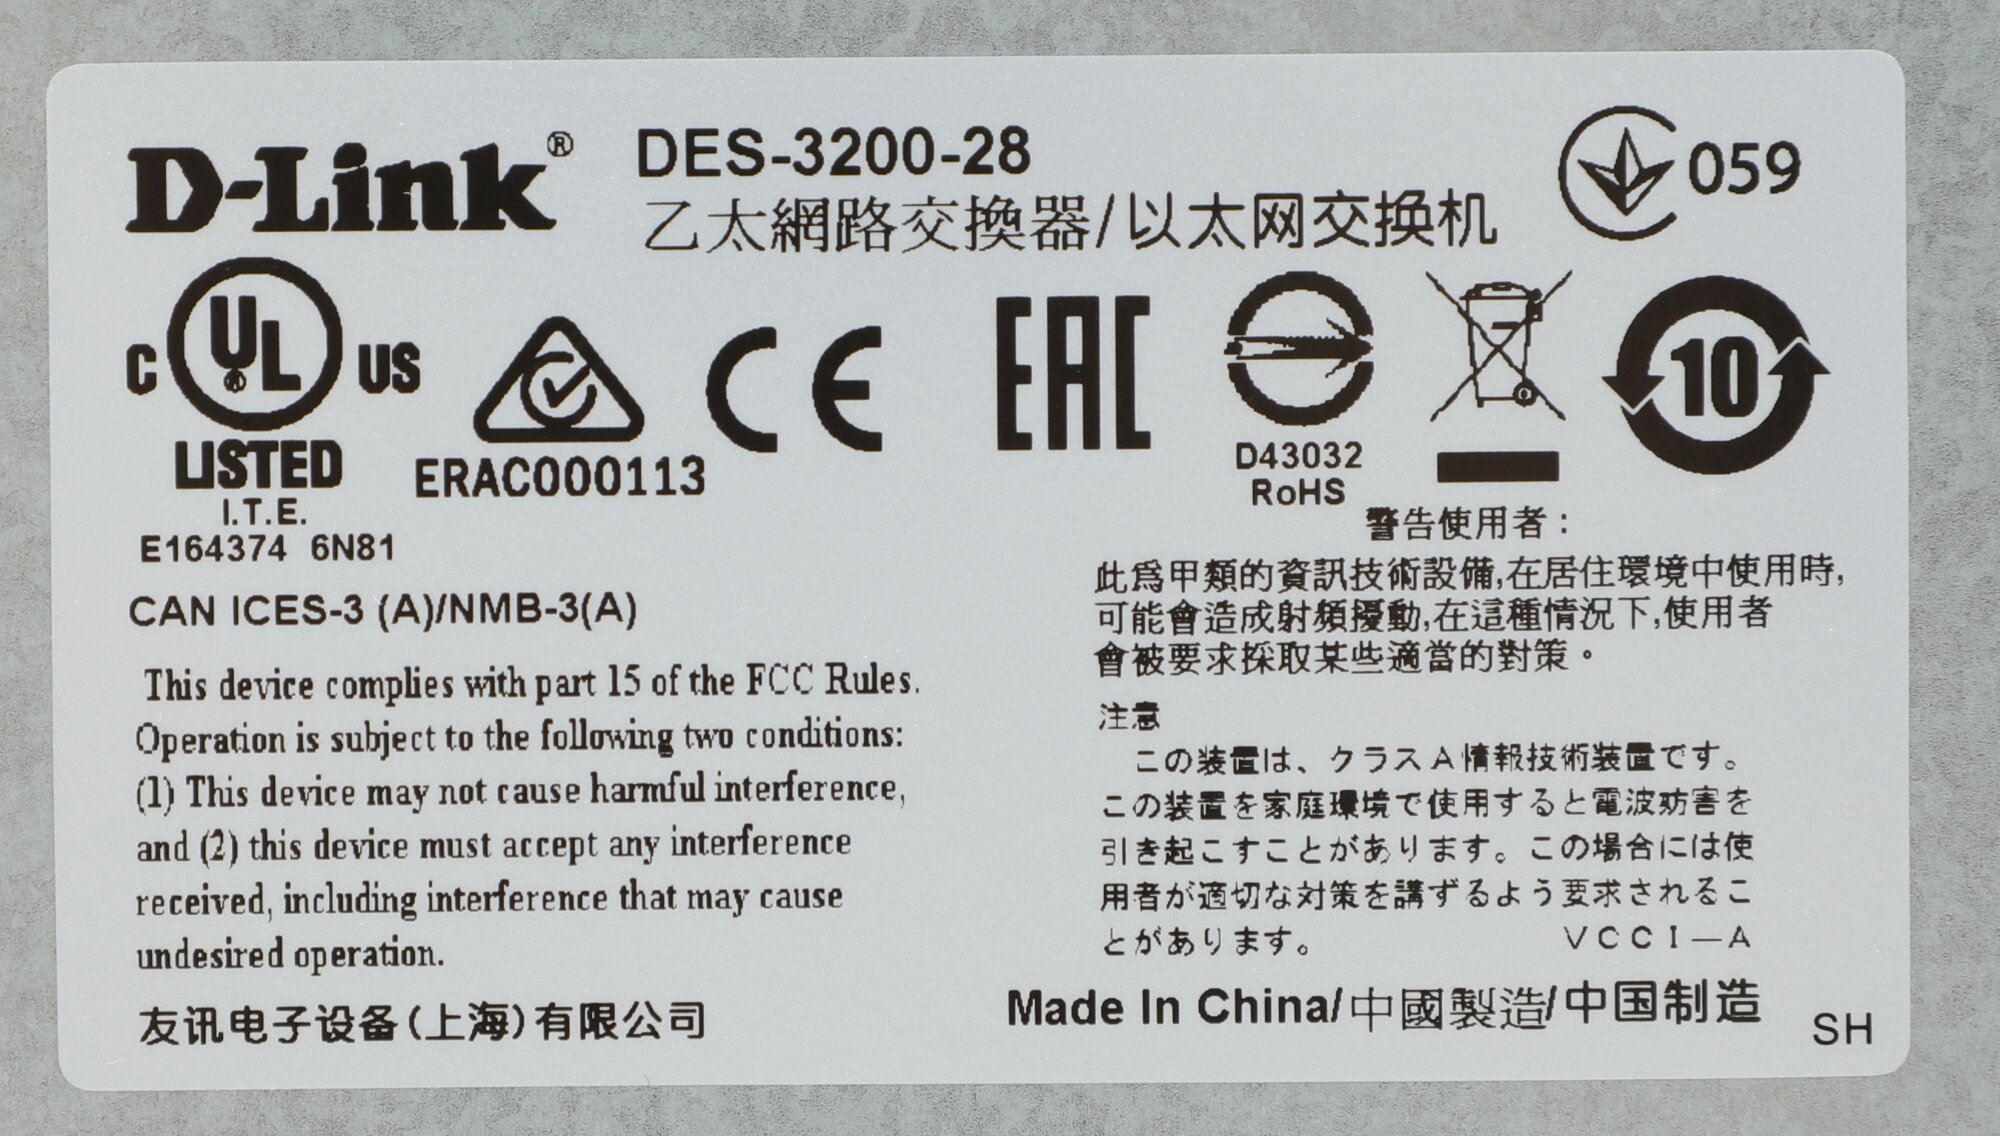 D-Link®
DES-3200-28
乙太網路交換器/以太网交换机
059
C UL® US
LISTED
I.T.E.
E164374 6N81
ERAC000113
CE
EAC
D43032
RoHS
10
CAN ICES-3 (A)/NMB-3(A)
This device complies with part 15 of the FCC Rules.
Operation is subject to the following two conditions:
(1) This device may not cause harmful interference,
and (2) this device must accept any interference
received, including interference that may cause
undesired operation.
友讯电子设备(上海)有限公司
警告使用者：
此爲甲類的資訊技術設備,在居住環境中使用時,
可能會造成射頻擾動,在這種情況下,使用者
會被要求採取某些適當的對策。
注意
この装置は、クラスA情報技術装置です。
この装置を家庭環境で使用すると電波妨害を
引き起こすことがあります。この場合には使
用者が適切な対策を講ずるよう要求されるこ
とがあります。 VCCI－A
Made In China/中國製造/中国制造
SH